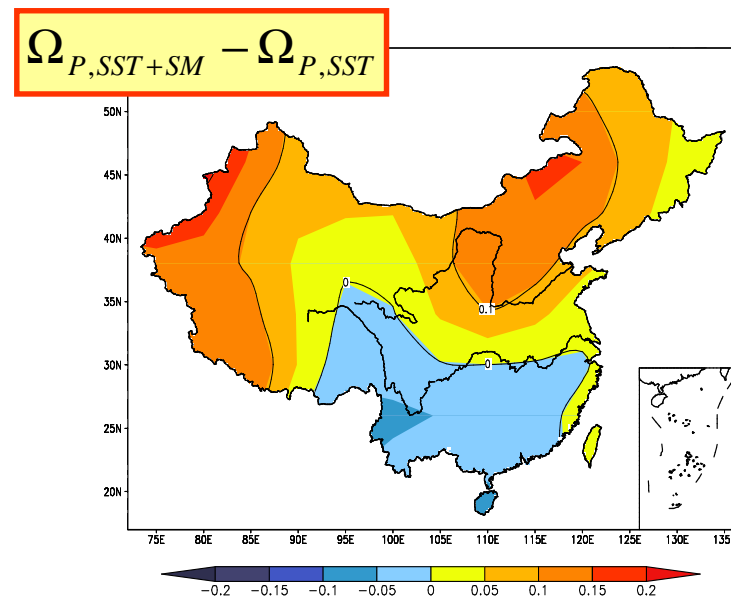 Ω_{P,SST+SM} − Ω_{P,SST}
50N
45N
40N
35N
30N
25N
20N
0
0.1
0
75E 80E 85E 90E 95E 100E 105E 110E 115E 120E 125E 130E 135
-0.2 -0.15 -0.1 -0.05 0 0.05 0.1 0.15 0.2